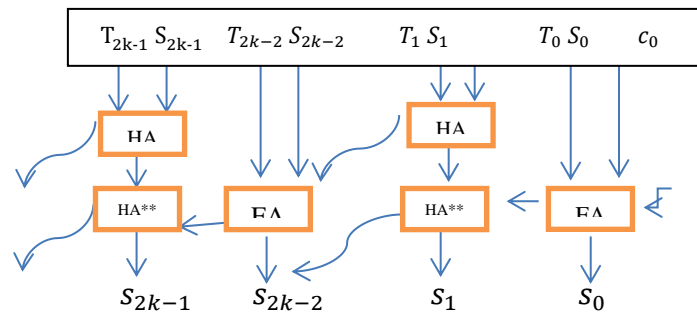 T₂ₖ₋₁ S₂ₖ₋₁ T₂ₖ₋₂ S₂ₖ₋₂ T₁ S₁ T₀ S₀ c₀
HA HA
HA** FA HA** FA
s₂ₖ₋₁ s₂ₖ₋₂ s₁ s₀